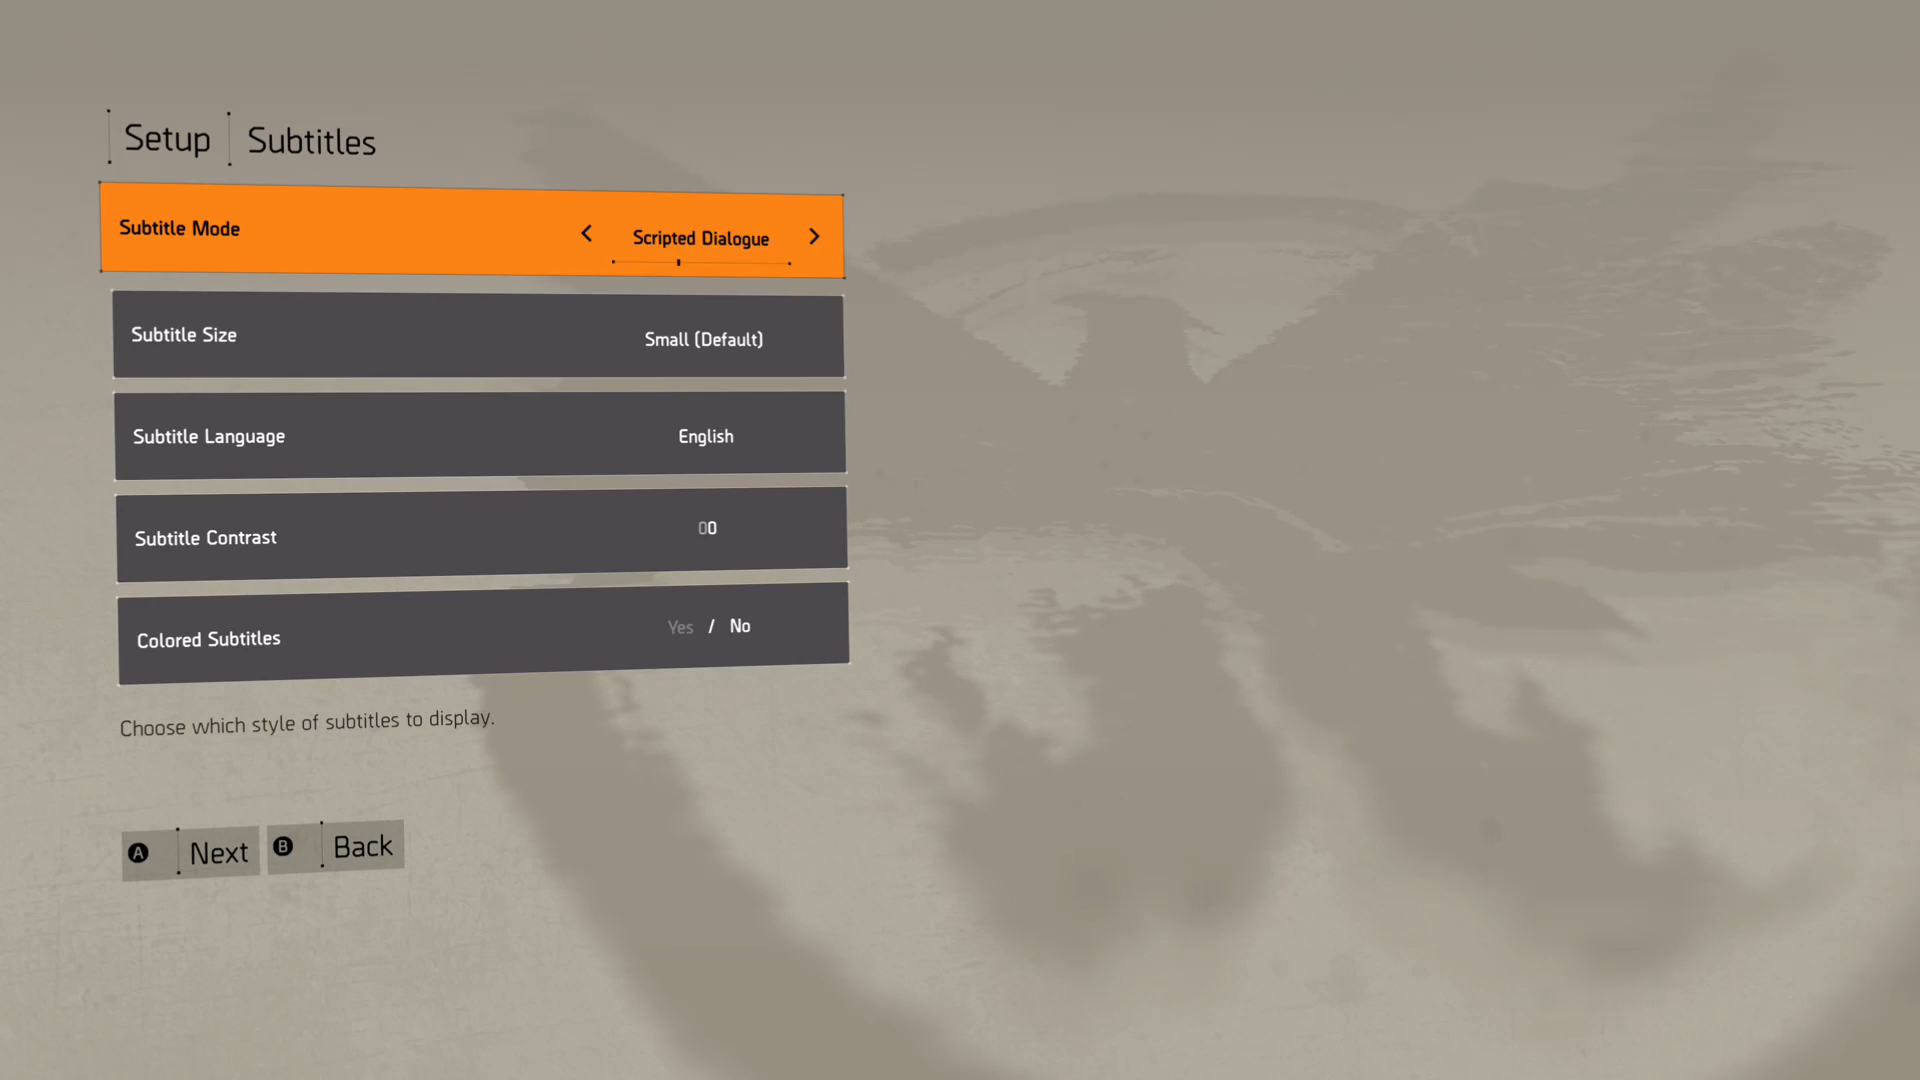 Setup Subtitles
Subtitle Mode < Scripted Dialogue >
Subtitle Size Small (Default)
Subtitle Language English
Subtitle Contrast 00
Colored Subtitles Yes / No
Choose which style of subtitles to display.
A Next B Back